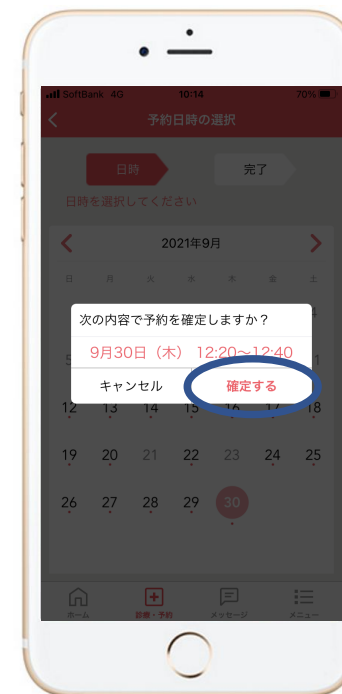 SoftBank 4G 10:14 70%
予約日時の選択
日時 完了
日時を選択してください
2021年9月
日 月 火 水 木 金 土
4
次の内容で予約を確定しますか？
9月30日（木） 12:20〜12:40
5 1
キャンセル 確定する
12 13 14 15 16 17 18
19 20 21 22 23 24 25
26 27 28 29 30
ホーム 診療・予約 メッセージ メニュー